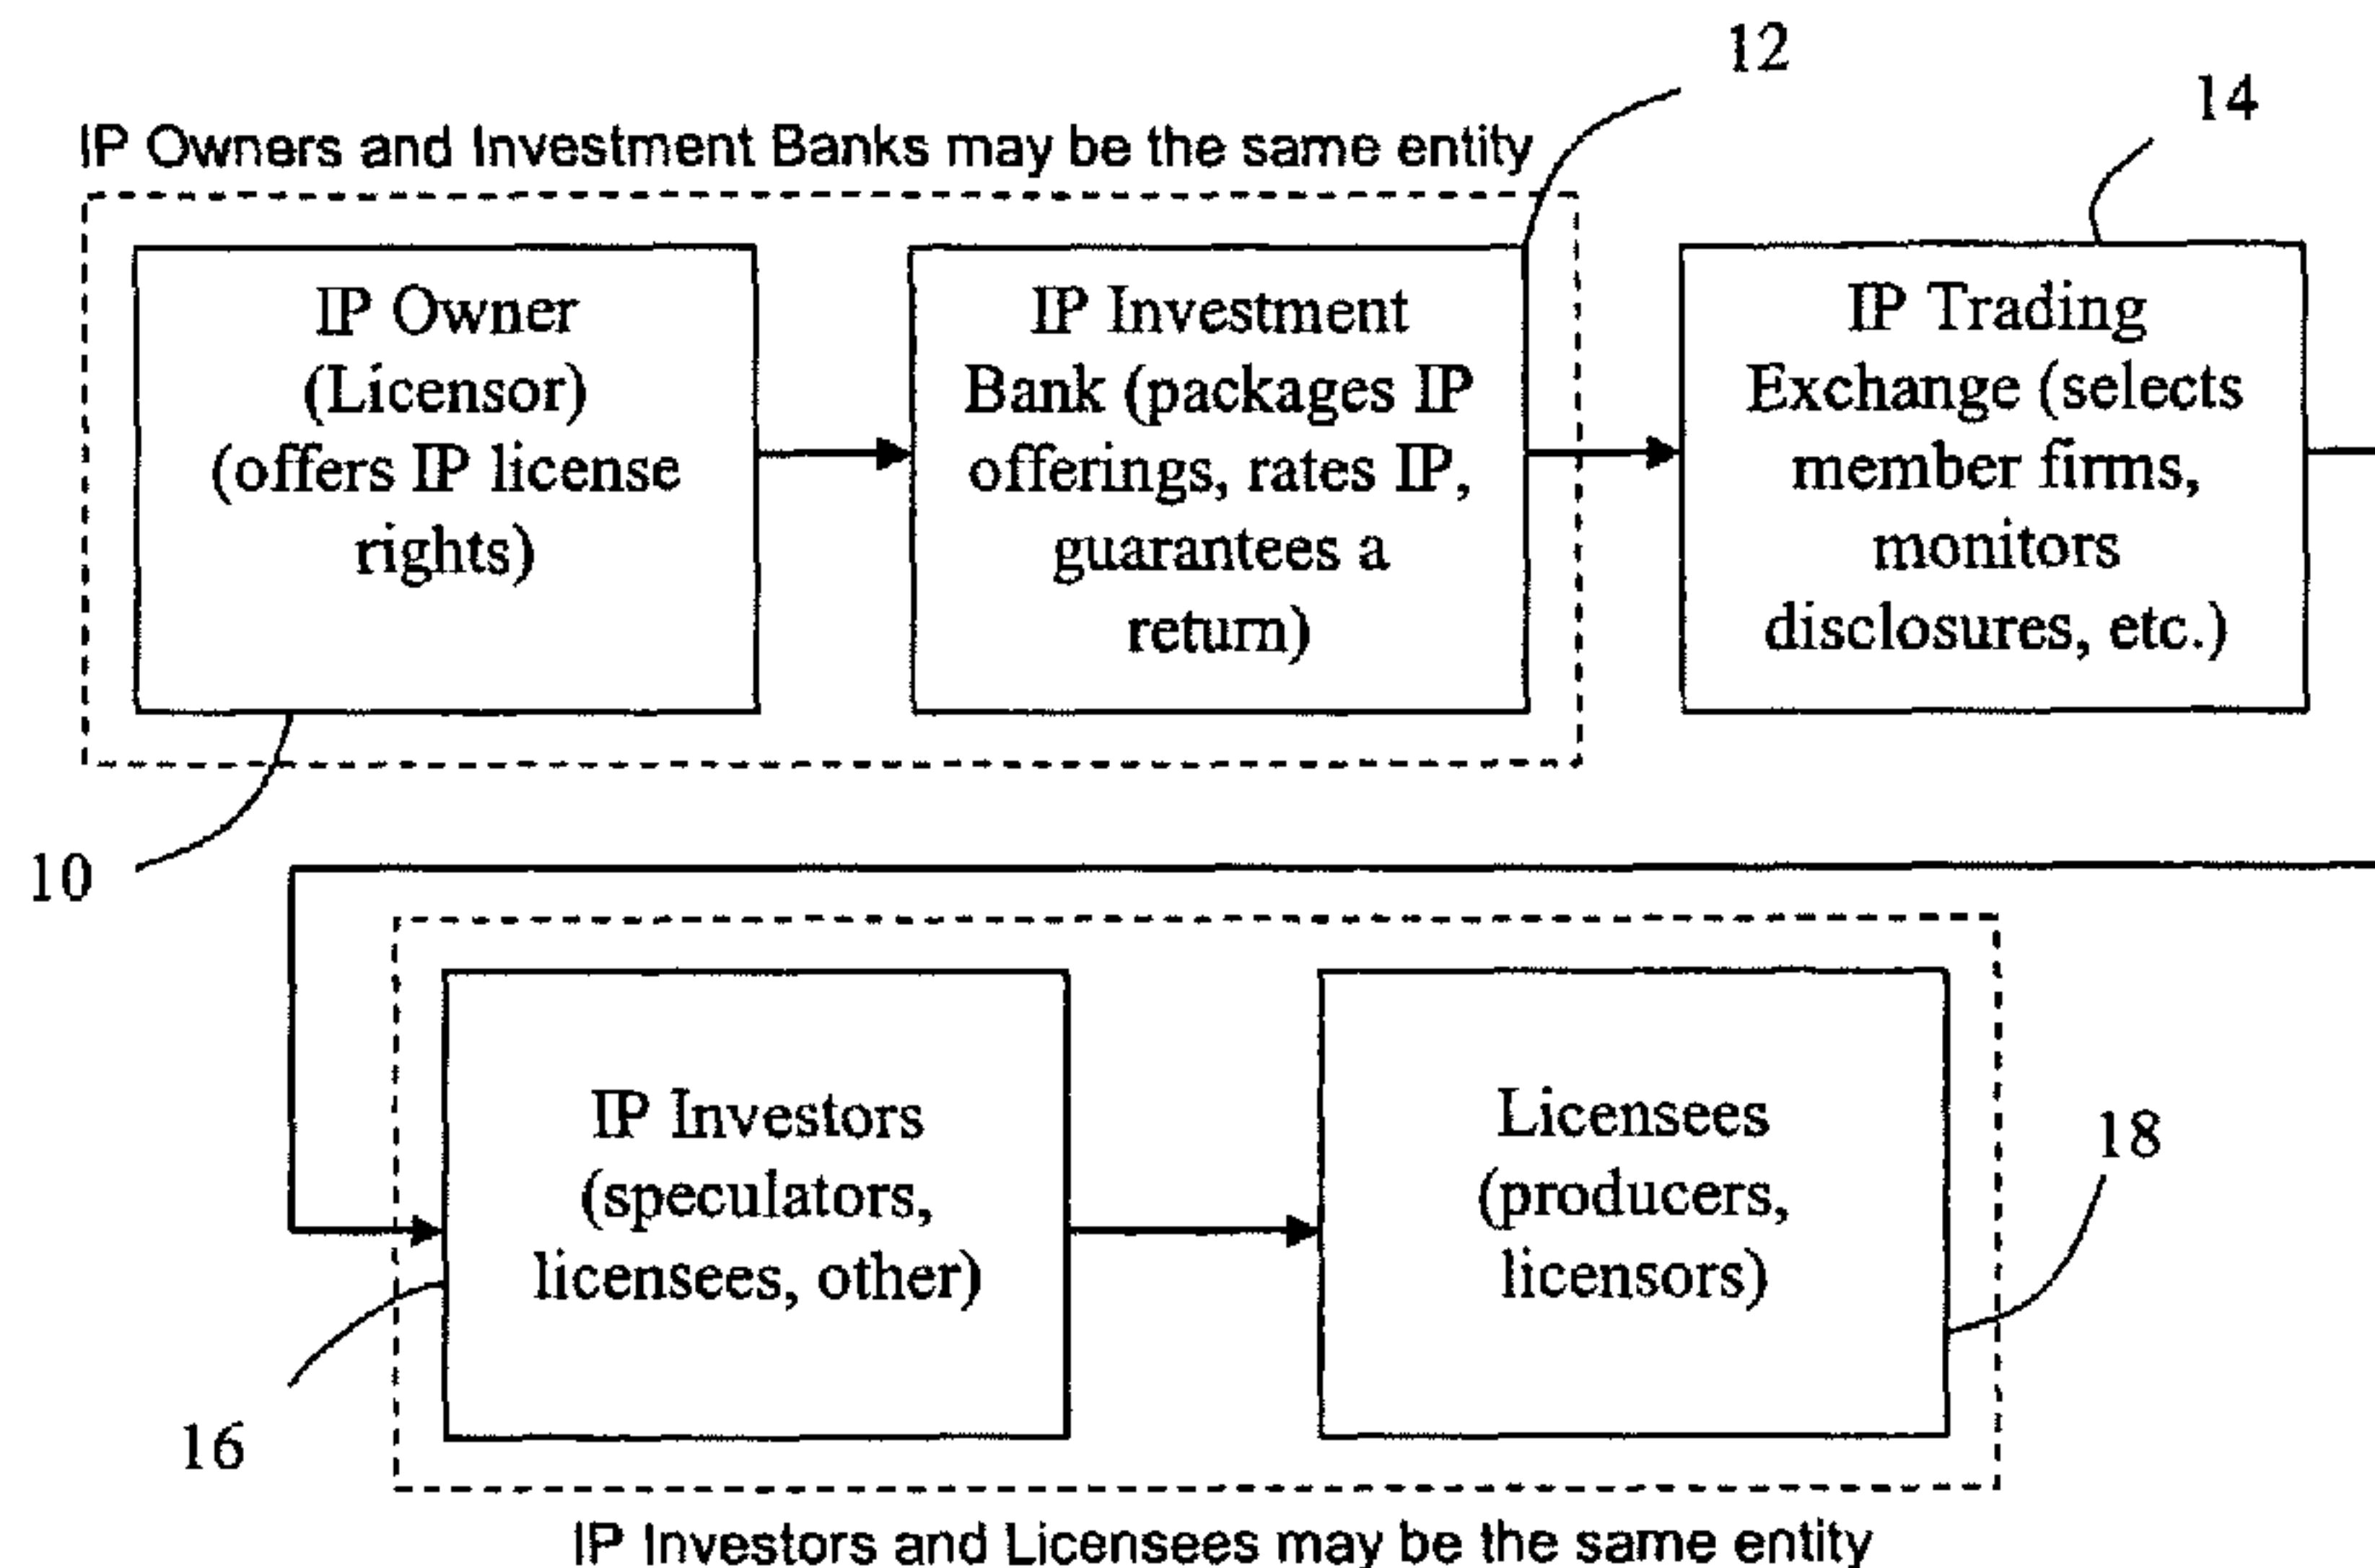 12
14
IP Owners and Investment Banks may be the same entity
IP Owner
(Licensor)
(offers IP license
rights)
IP Investment
Bank (packages IP
offerings, rates IP,
guarantees a
return)
IP Trading
Exchange (selects
member firms,
monitors
disclosures, etc.)
10
IP Investors
(speculators,
licensees, other)
Licensees
(producers,
licensors)
18
16
IP Investors and Licensees may be the same entity